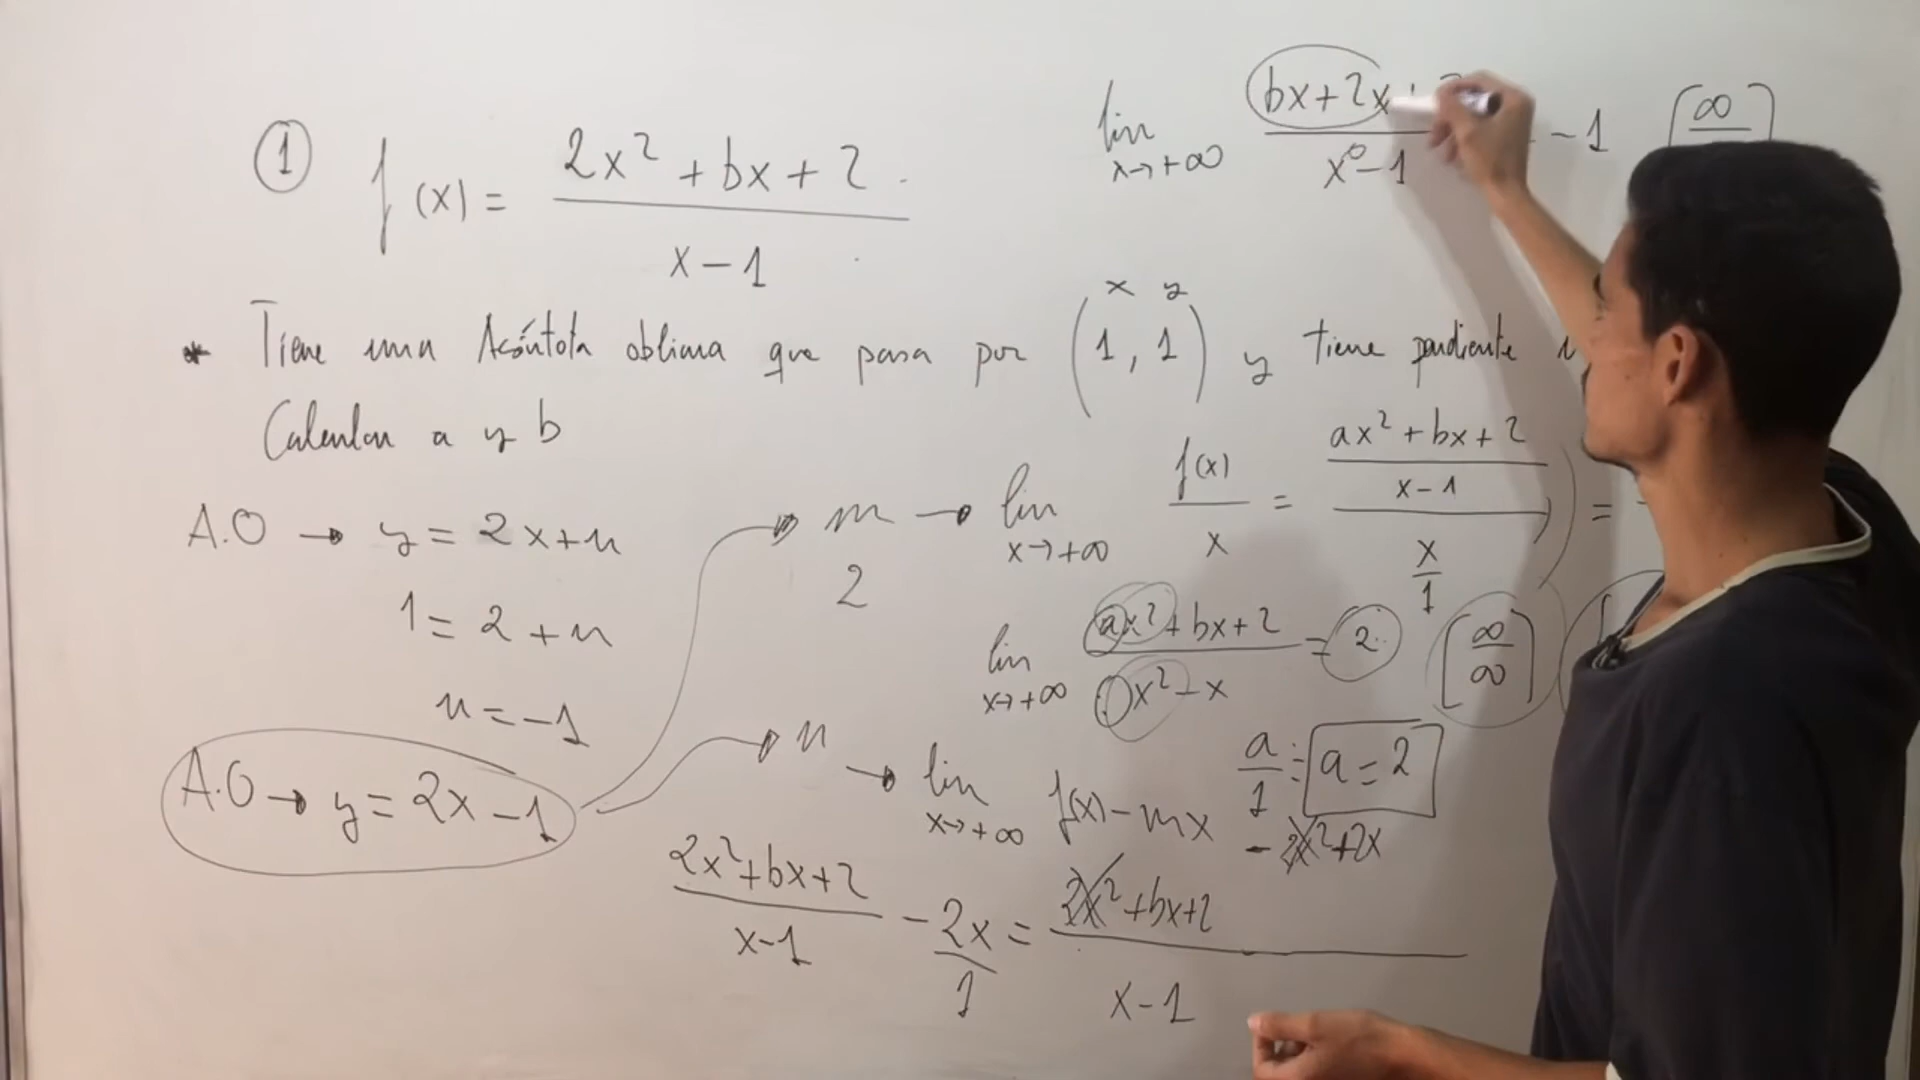 ① f(x) = (2x² + bx + 2) / (x - 1)
* Tiene una Asíntota oblicua que pasa por (1, 1) y tiene pendiente
x y
Calcular a y b
A.O → y = 2x + n
1 = 2 + n
n = -1
A.O → y = 2x - 1
m → lim x→+∞ f(x)/x = ((ax² + bx + 2)/(x - 1)) / (x/1) =
2
lim x→+∞ (ax² + bx + 2) / (1x² - x) = 2 [∞/∞]
a/1 = a = 2
n → lim x→+∞ f(x) - mx
(2x² + bx + 2)/(x - 1) - 2x/1 = (2x² + bx + 2 - 2x² + 2x)/(x - 1)
lim x→+∞ (bx + 2x +) / (x - 1) -1 [∞